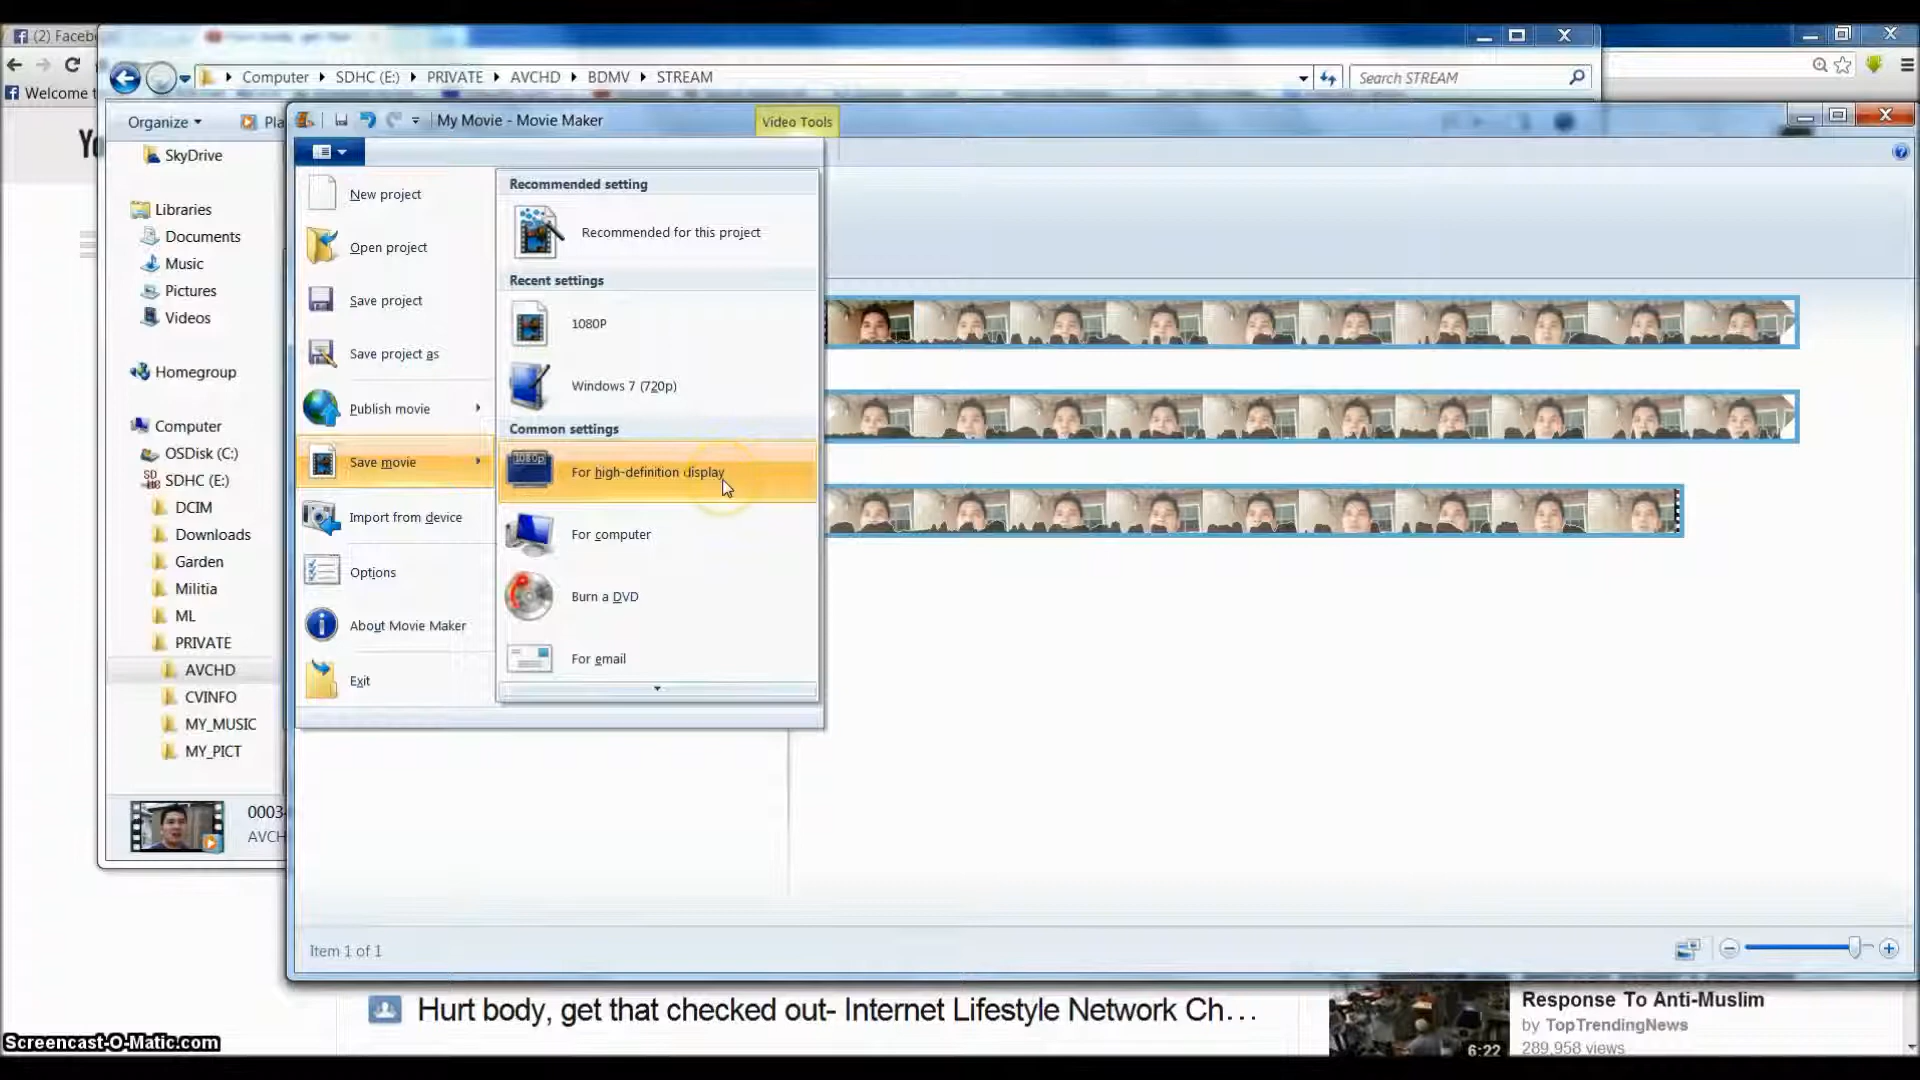 (2) Faceb
Computer SDHC (E:) PRIVATE AVCHD BDMV STREAM
Search STREAM
Welcome t
Organize
My Movie - Movie Maker
Video Tools
SkyDrive
Libraries
Documents
Music
Pictures
Videos
Homegroup
Computer
OSDisk (C:)
SDHC (E:)
DCIM
Downloads
Garden
Militia
ML
PRIVATE
AVCHD
CVINFO
MY_MUSIC
MY_PICT
0003
AVCH
New project
Open project
Save project
Save project as
Publish movie
Save movie
Import from device
Options
About Movie Maker
Exit
Recommended setting
Recommended for this project
Recent settings
1080P
Windows 7 (720p)
Common settings
1080p
For high-definition display
For computer
Burn a DVD
For email
Item 1 of 1
Hurt body, get that checked out- Internet Lifestyle Network Ch...
6:22
Response To Anti-Muslim
by TopTrendingNews
289,958 views
Screencast-O-Matic.com